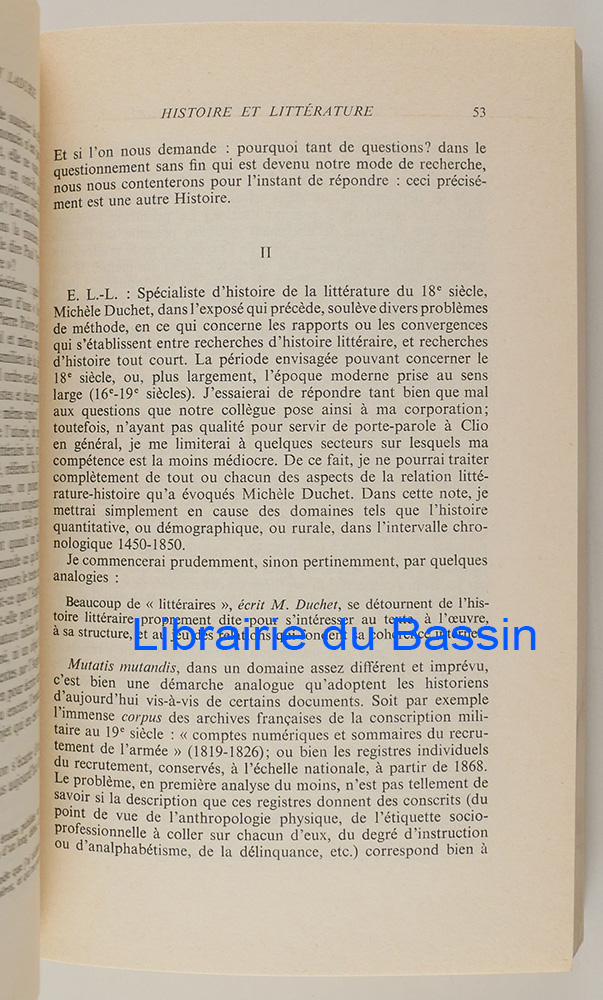 HISTOIRE ET LITTÉRATURE 53
Et si l'on nous demande : pourquoi tant de questions? dans le
questionnement sans fin qui est devenu notre mode de recherche,
nous nous contenterons pour l'instant de répondre : ceci précisé-
ment est une autre Histoire.
II
E. L.-L. : Spécialiste d'histoire de la littérature du 18e siècle,
Michèle Duchet, dans l'exposé qui précède, soulève divers problèmes
de méthode, en ce qui concerne les rapports ou les convergences
qui s'établissent entre recherches d'histoire littéraire, et recherches
d'histoire tout court. La période envisagée pouvant concerner le
18e siècle, ou, plus largement, l'époque moderne prise au sens
large (16e-19e siècles). J'essaierai de répondre tant bien que mal
aux questions que notre collègue pose ainsi à ma corporation;
toutefois, n'ayant pas qualité pour servir de porte-parole à Clio
en général, je me limiterai à quelques secteurs sur lesquels ma
compétence est la moins médiocre. De ce fait, je ne pourrai traiter
complètement de tout ou chacun des aspects de la relation litté-
rature-histoire qu'a évoqués Michèle Duchet. Dans cette note, je
mettrai simplement en cause des domaines tels que l'histoire
quantitative, ou démographique, ou rurale, dans l'intervalle chro-
nologique 1450-1850.
Je commencerai prudemment, sinon pertinemment, par quelques
analogies :
Beaucoup de « littéraires », écrit M. Duchet, se détournent de l'his-
toire littéraire proprement dite pour s'intéresser au texte, à l'œuvre,
à sa structure, et au jeu des relations qui fondent sa cohérence interne.
Librairie du Bassin
Mutatis mutandis, dans un domaine assez différent et imprévu,
c'est bien une démarche analogue qu'adoptent les historiens
d'aujourd'hui vis-à-vis de certains documents. Soit par exemple
l'immense corpus des archives françaises de la conscription mili-
taire au 19e siècle : « comptes numériques et sommaires du recru-
tement de l'armée » (1819-1826); ou bien les registres individuels
du recrutement, conservés, à l'échelle nationale, à partir de 1868.
Le problème, en première analyse du moins, n'est pas tellement de
savoir si la description que ces registres donnent des conscrits (du
point de vue de l'anthropologie physique, de l'étiquette socio-
professionnelle à coller sur chacun d'eux, du degré d'instruction
ou d'analphabétisme, de la délinquance, etc.) correspond bien à